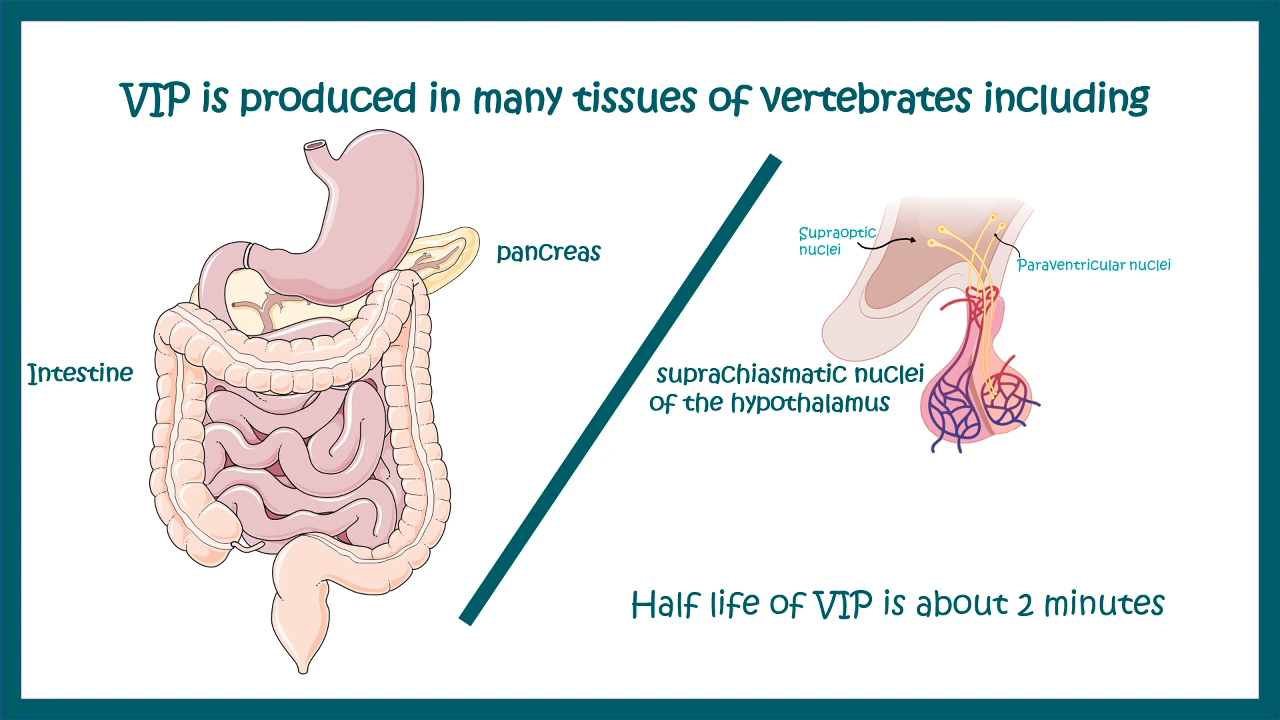 VIP is produced in many tissues of vertebrates including
pancreas
Intestine
Supraoptic
nuclei
Paraventricular nuclei
suprachiasmatic nuclei
of the hypothalamus
Half life of VIP is about 2 minutes